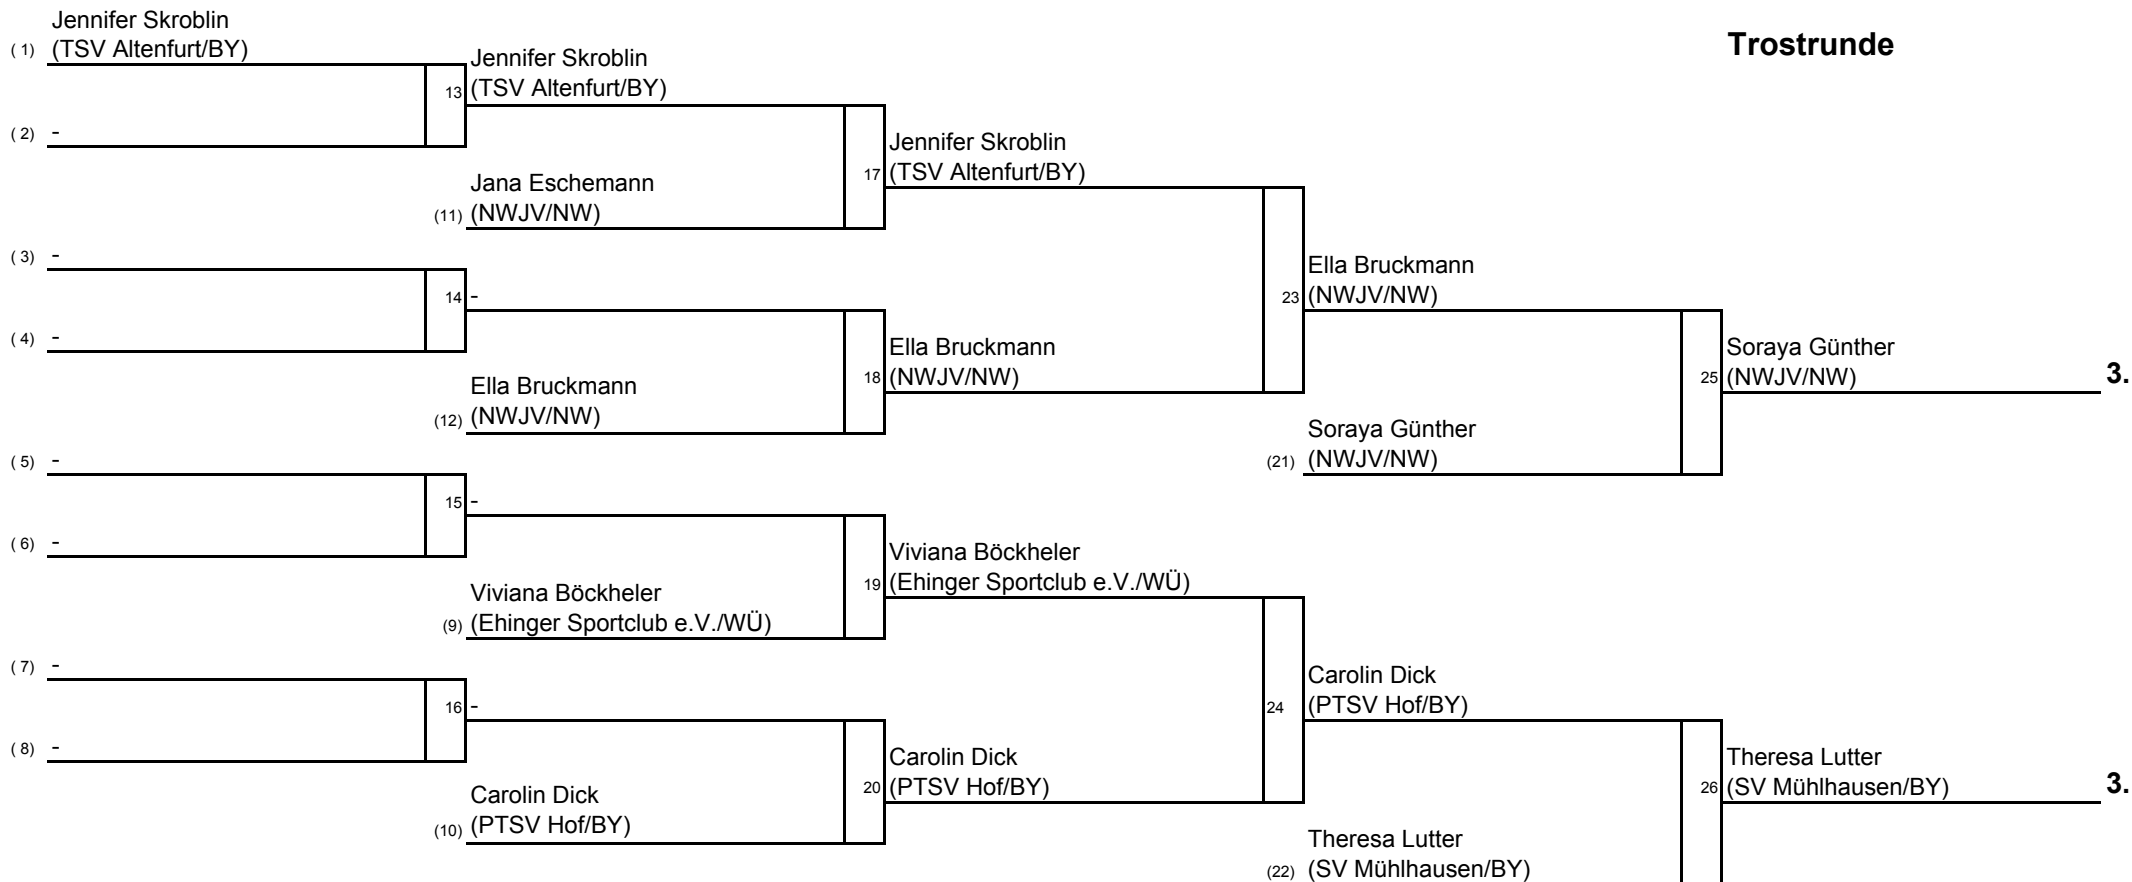 Trostrunde
Jennifer Skroblin
( 1) (TSV Altenfurt/BY)
( 2) -
( 3) -
( 4) -
( 5) -
( 6) -
( 7) -
( 8) -
Jennifer Skroblin
13 (TSV Altenfurt/BY)
Jana Eschemann
(11) (NWJV/NW)
14 -
Ella Bruckmann
(12) (NWJV/NW)
15 -
Viviana Böckheler
(9) (Ehinger Sportclub e.V./WÜ)
16 -
Carolin Dick
(10) (PTSV Hof/BY)
Jennifer Skroblin
17 (TSV Altenfurt/BY)
Ella Bruckmann
18 (NWJV/NW)
Viviana Böckheler
19 (Ehinger Sportclub e.V./WÜ)
Carolin Dick
20 (PTSV Hof/BY)
Ella Bruckmann
23 (NWJV/NW)
Soraya Günther
(21) (NWJV/NW)
Carolin Dick
24 (PTSV Hof/BY)
Theresa Lutter
(22) (SV Mühlhausen/BY)
Soraya Günther
25 (NWJV/NW) 3.
Theresa Lutter
26 (SV Mühlhausen/BY) 3.